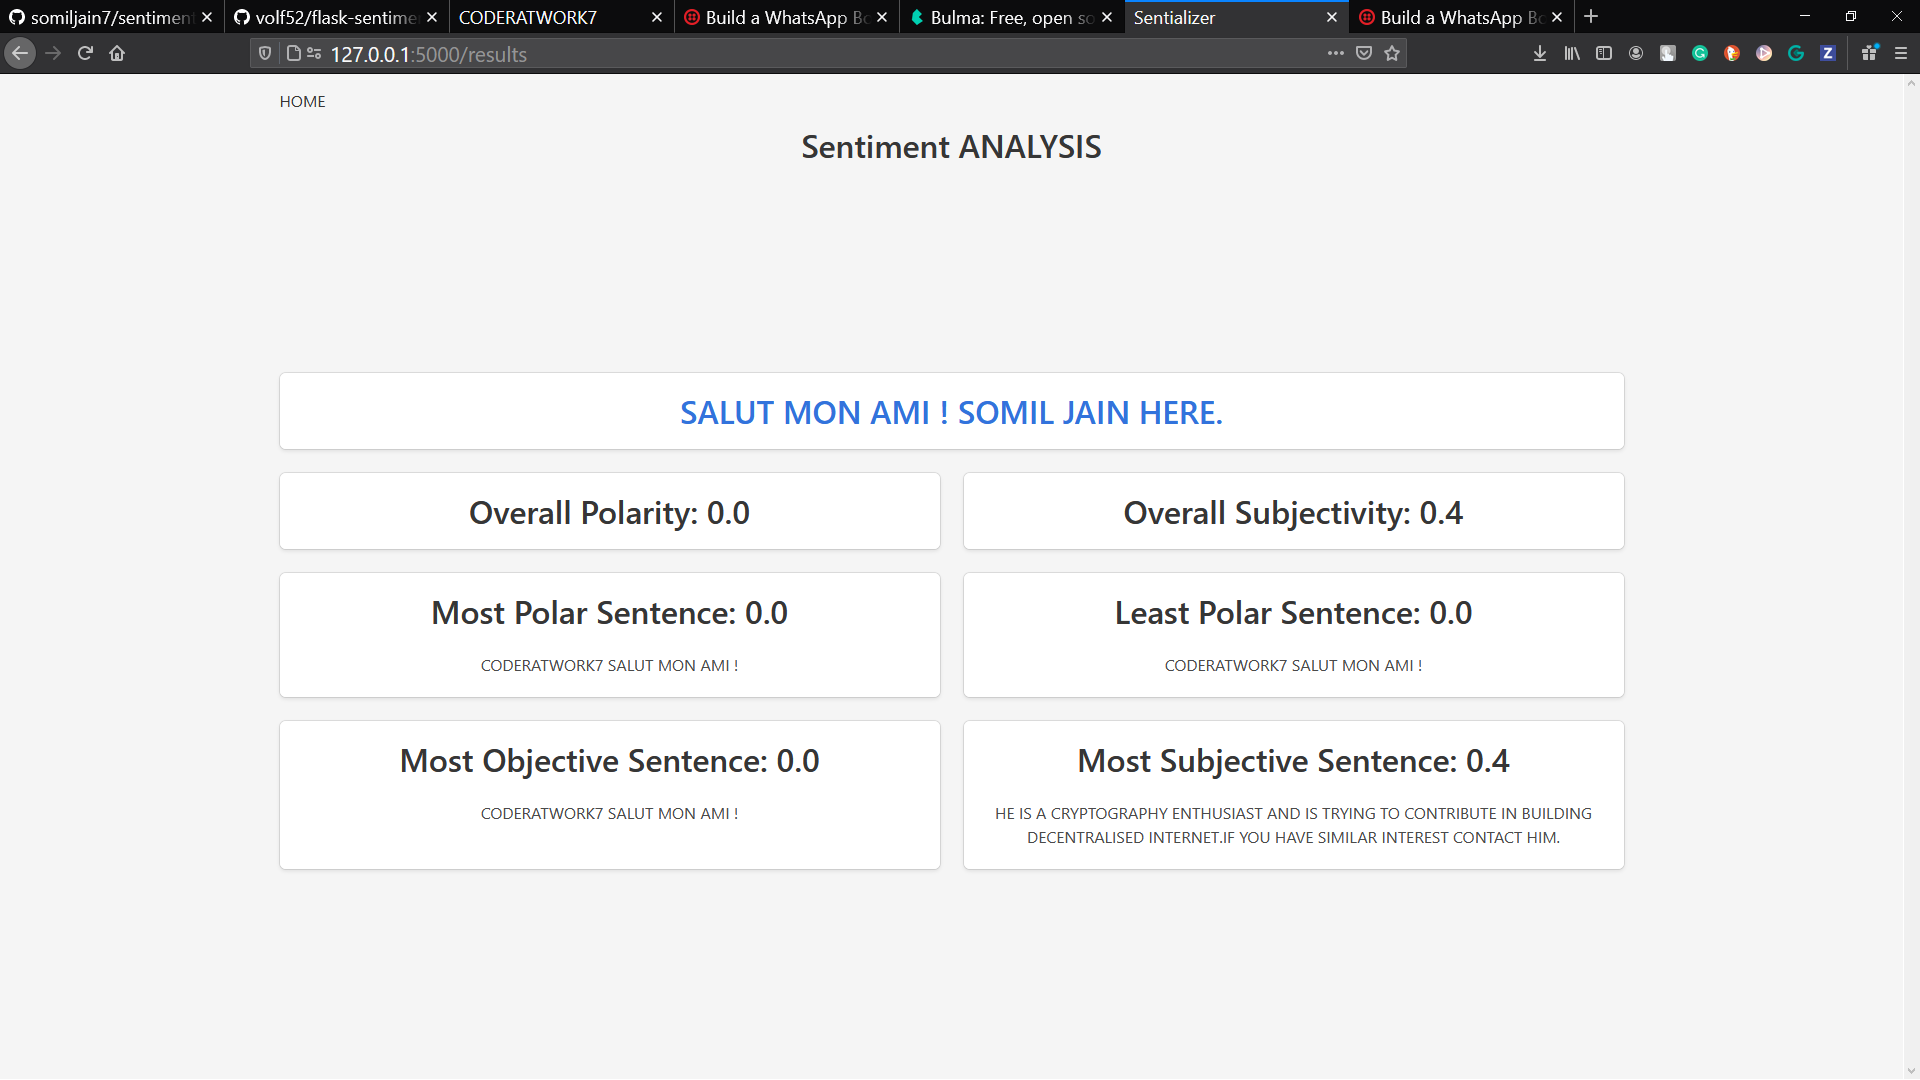 somiljain7/sentiment
volf52/flask-sentime
CODERATWORK7
Build a WhatsApp Bo
Bulma: Free, open so
Sentializer
Build a WhatsApp Bo
127.0.0.1:5000/results
HOME
Sentiment ANALYSIS
SALUT MON AMI ! SOMIL JAIN HERE.
Overall Polarity: 0.0
Overall Subjectivity: 0.4
Most Polar Sentence: 0.0
CODERATWORK7 SALUT MON AMI !
Least Polar Sentence: 0.0
CODERATWORK7 SALUT MON AMI !
Most Objective Sentence: 0.0
CODERATWORK7 SALUT MON AMI !
Most Subjective Sentence: 0.4
HE IS A CRYPTOGRAPHY ENTHUSIAST AND IS TRYING TO CONTRIBUTE IN BUILDING
DECENTRALISED INTERNET.IF YOU HAVE SIMILAR INTEREST CONTACT HIM.